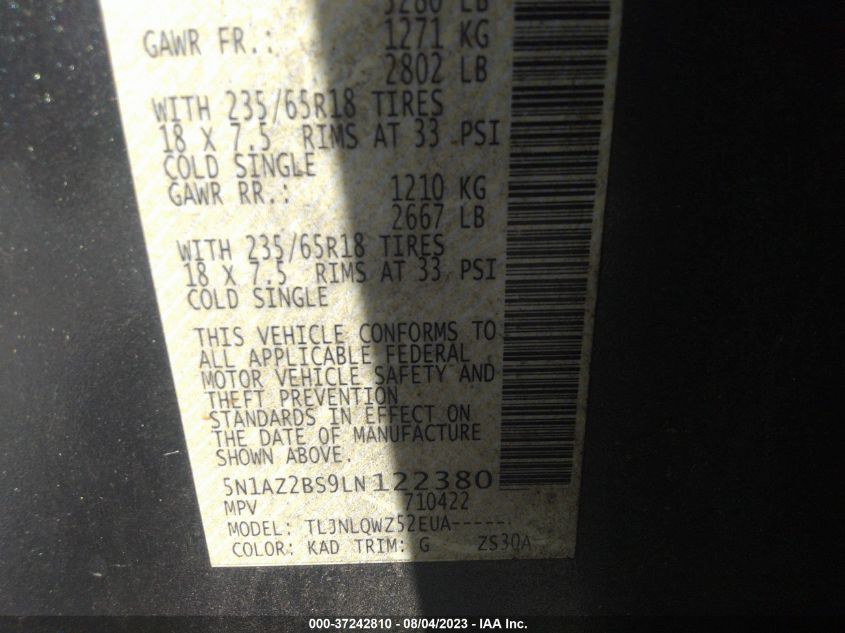 5280 LB
GAWR FR.: 1271 KG
2802 LB
WITH 235/65R18 TIRES
18 X 7.5 RIMS AT 33 PSI
COLD SINGLE
GAWR RR.: 1210 KG
2667 LB
WITH 235/65R18 TIRES
18 X 7.5 RIMS AT 33 PSI
COLD SINGLE
THIS VEHICLE CONFORMS TO
ALL APPLICABLE FEDERAL
MOTOR VEHICLE SAFETY AND
THEFT PREVENTION
STANDARDS IN EFFECT ON
THE DATE OF MANUFACTURE
SHOWN ABOVE.
5N1AZ2BS9LN122380
MPV 710422
MODEL: TL3NLQWZ52EUA-----
COLOR: KAD TRIM: G ZS30A
000-37242810 - 08/04/2023 - IAA Inc.